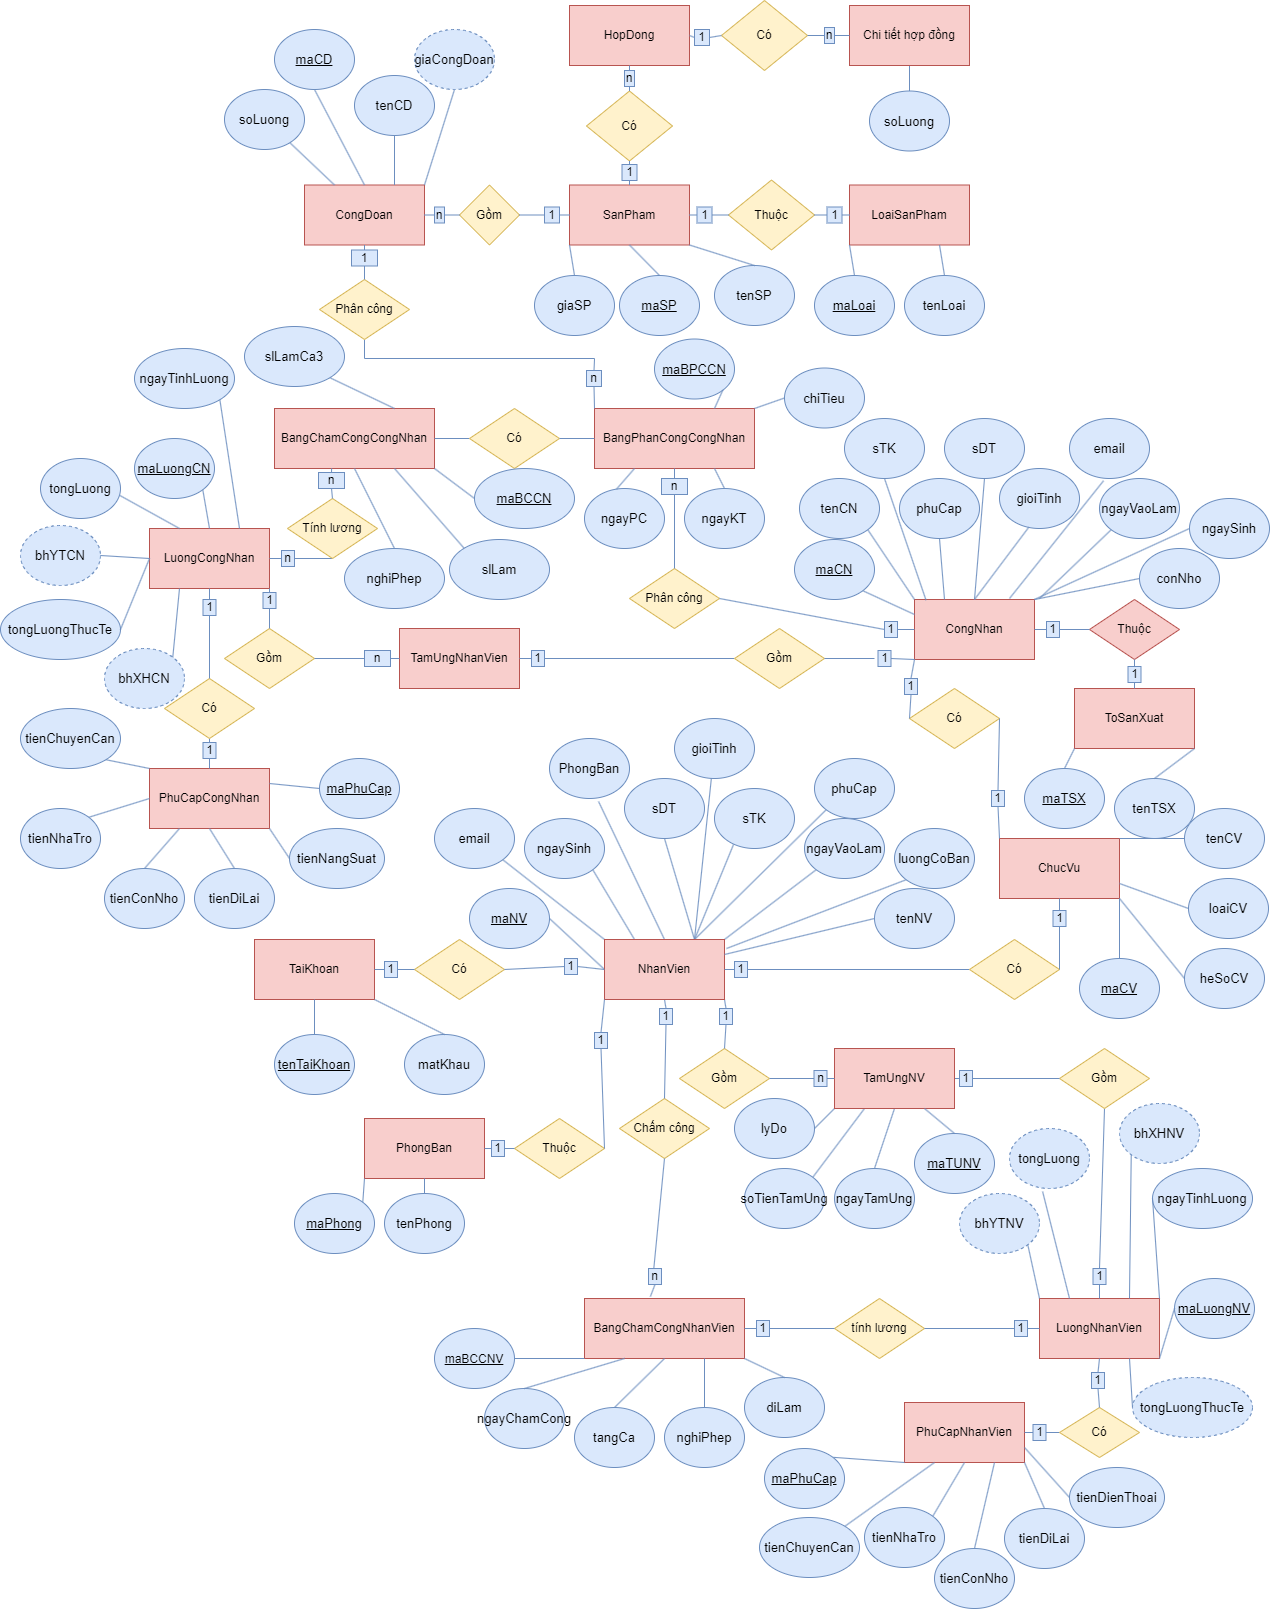 HopDong
1
Có
n
Chi tiết hợp đồng
maCD
giaCongDoan
n
soLuong
tenCD
soLuong
Có
1
CongDoan
n
Gồm
1
SanPham
1
Thuộc
1
LoaiSanPham
1
giaSP
maSP
tenSP
maLoai
tenLoai
Phân công
slLamCa3
maBPCCN
ngayTinhLuong
n
chiTieu
BangChamCongCongNhan
Có
BangPhanCongCongNhan
sTK
sDT
email
maLuongCN
tongLuong
n
maBCCN
n
tenCN
phuCap
gioiTinh
ngayVaoLam
ngayPC
ngayKT
ngaySinh
Tính lương
bhYTCN
LuongCongNhan
n
nghiPhep
slLam
maCN
conNho
1
1
Phân công
tongLuongThucTe
1
CongNhan
1
Thuộc
Gồm
n
TamUngNhanVien
1
Gồm
1
bhXHCN
1
1
Có
Có
ToSanXuat
tienChuyenCan
1
gioiTinh
PhongBan
PhuCapCongNhan
maPhuCap
phuCap
1
maTSX
sDT
sTK
tenTSX
tienNhaTro
email
ngaySinh
ngayVaoLam
tenCV
tienNangSuat
luongCoBan
ChucVu
tienConNho
tienDiLai
loaiCV
maNV
tenNV
1
TaiKhoan
1
Có
1
NhanVien
1
Có
heSoCV
maCV
1
1
1
tenTaiKhoan
matKhau
Gồm
n
TamUngNV
1
Gồm
Chấm công
lyDo
bhXHNV
PhongBan
1
Thuộc
tongLuong
maTUNV
soTienTamUng
ngayTamUng
ngayTinhLuong
maPhong
tenPhong
bhYTNV
n
1
maLuongNV
BangChamCongNhanVien
1
tính lương
1
LuongNhanVien
maBCCNV
1
diLam
tongLuongThucTe
ngayChamCong
tangCa
nghiPhep
PhuCapNhanVien
1
Có
maPhuCap
tienDienThoai
tienNhaTro
tienDiLai
tienChuyenCan
tienConNho